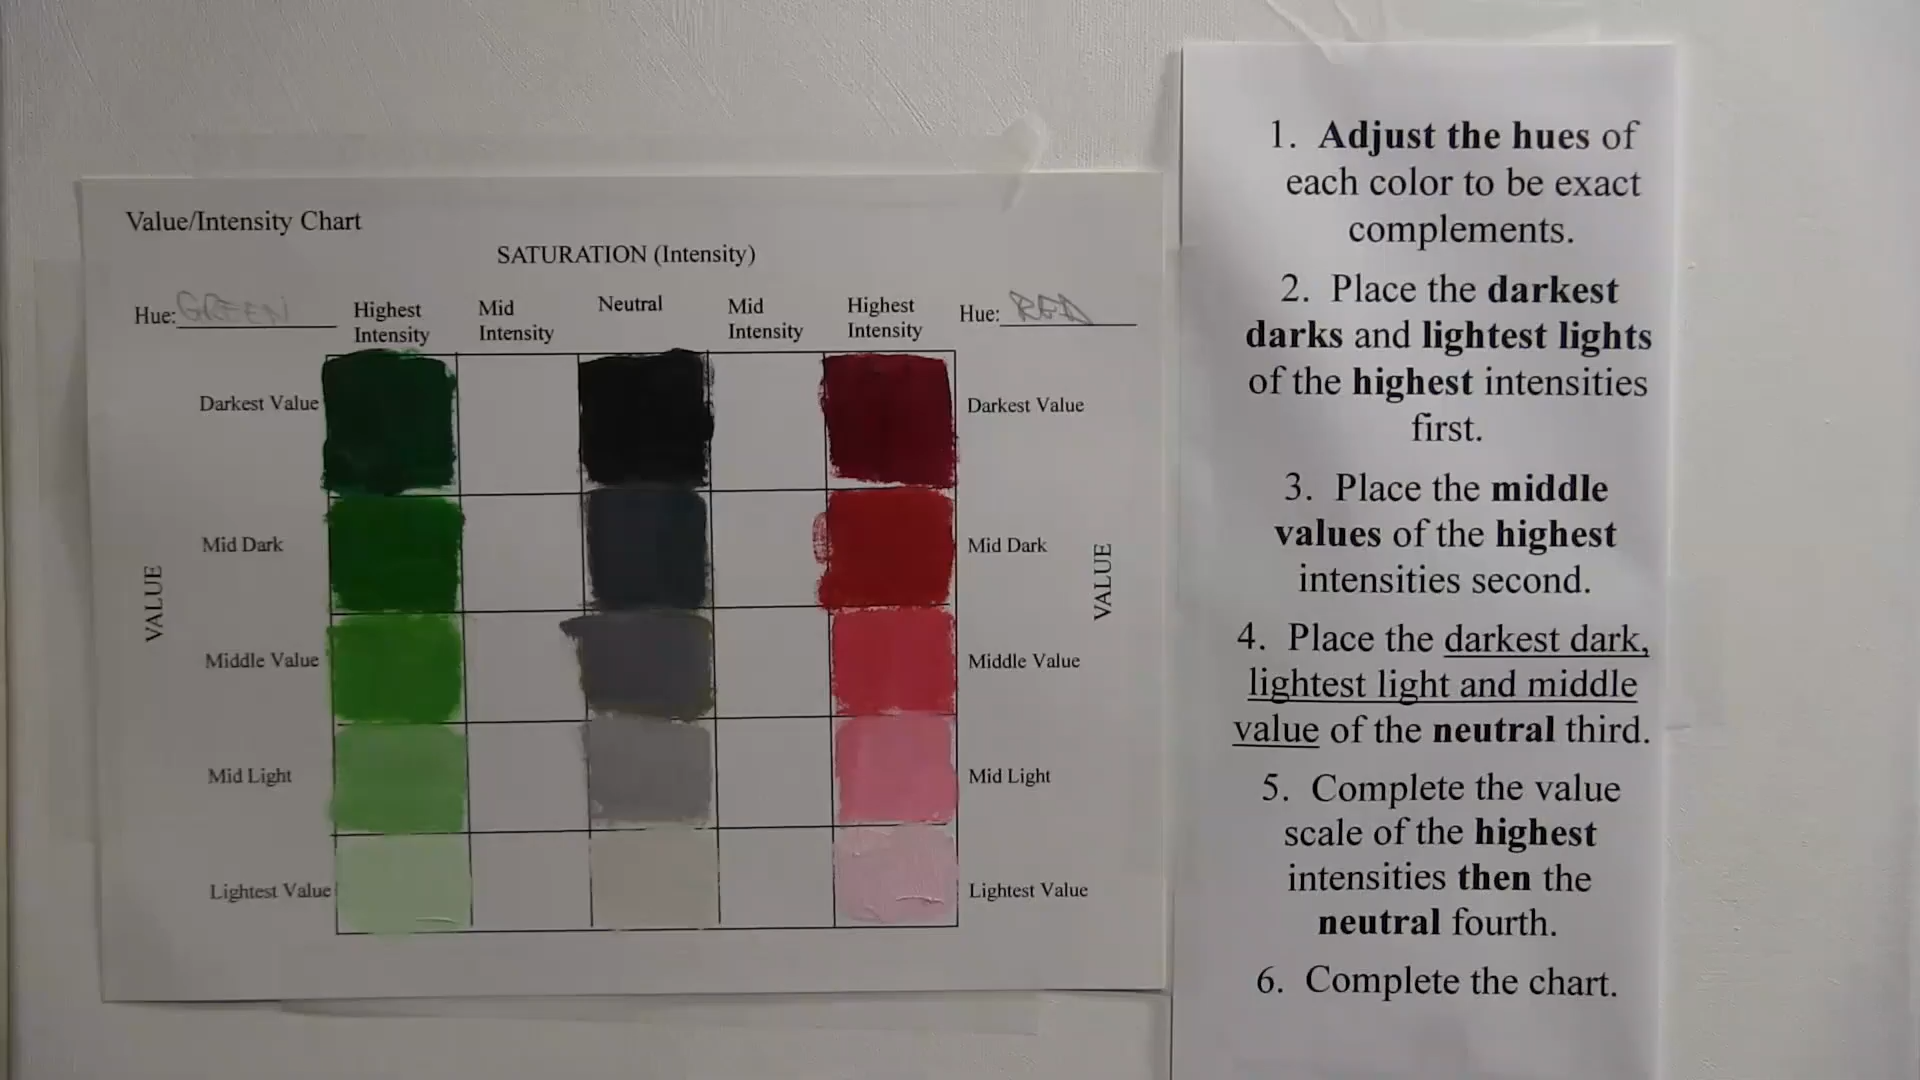 Value/Intensity Chart
SATURATION (Intensity)
Hue: GREEN
Highest
Intensity
Mid
Intensity
Neutral
Mid
Intensity
Highest
Intensity
Hue: RED
Darkest Value
Darkest Value
Mid Dark
Mid Dark
VALUE
VALUE
Middle Value
Middle Value
Mid Light
Mid Light
Lightest Value
Lightest Value
1. Adjust the hues of
each color to be exact
complements.
2. Place the darkest
darks and lightest lights
of the highest intensities
first.
3. Place the middle
values of the highest
intensities second.
4. Place the darkest dark,
lightest light and middle
value of the neutral third.
5. Complete the value
scale of the highest
intensities then the
neutral fourth.
6. Complete the chart.